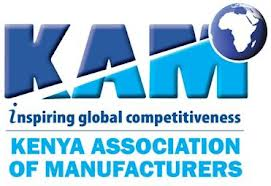 KAM
inspiring global competitiveness
KENYA ASSOCIATION
OF MANUFACTURERS